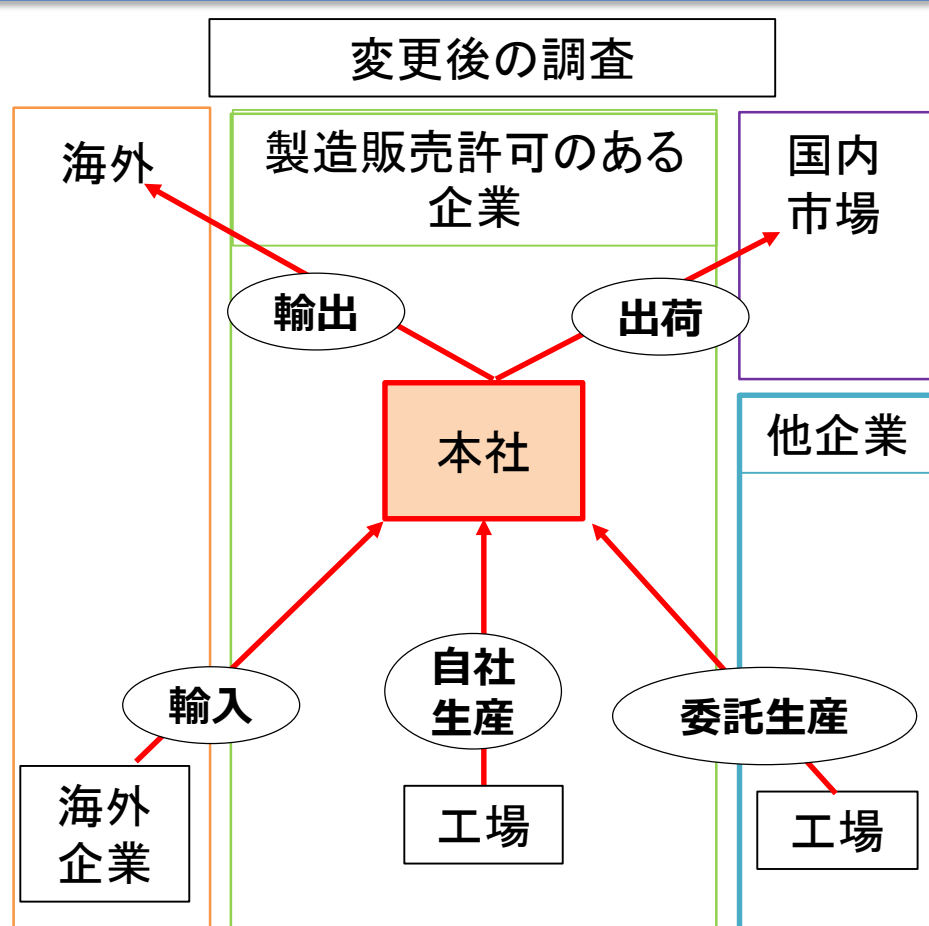 変更後の調査
海外
製造販売許可のある
企業
国内
市場
輸出
出荷
本社
他企業
輸入
自社
生産
委託生産
海外
企業
工場
工場